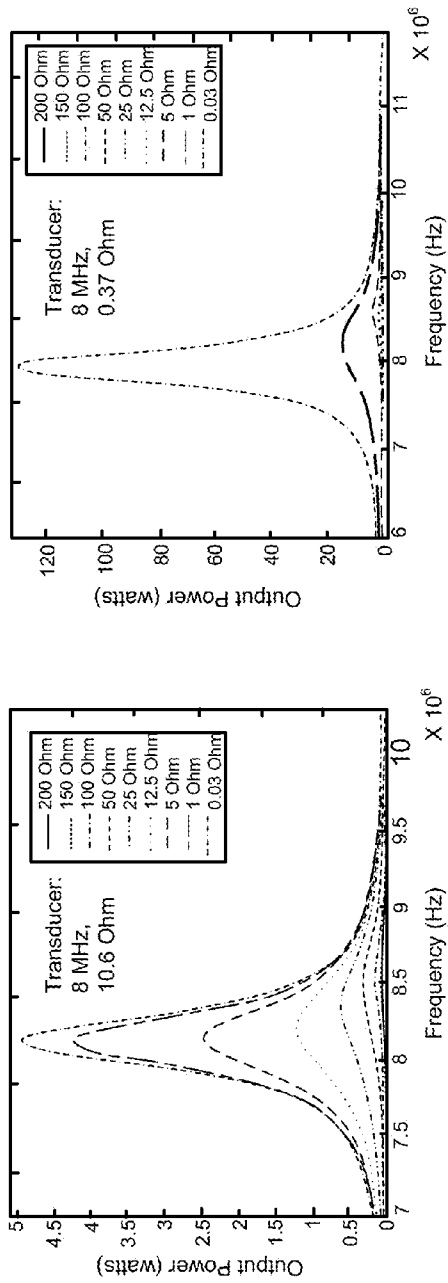 Output Power (watts)
5
4
3.5
2.5
2
1.5
1
0.5
0
Transducer:
8 MHz,
10.6 Ohm
200 Ohm
150 Ohm
100 Ohm
50 Ohm
25 Ohm
12.5 Ohm
5 Ohm
1 Ohm
0.03 Ohm
7 7.5 8 8.5 9 9.5 10
X 10⁶
Frequency (Hz)
Output Power (watts)
120
100
80
60
40
20
0
Transducer:
8 MHz,
0.37 Ohm
200 Ohm
150 Ohm
100 Ohm
50 Ohm
25 Ohm
12.5 Ohm
5 Ohm
1 Ohm
0.03 Ohm
6 7 8 9 10 11
X 10⁶
Frequency (Hz)